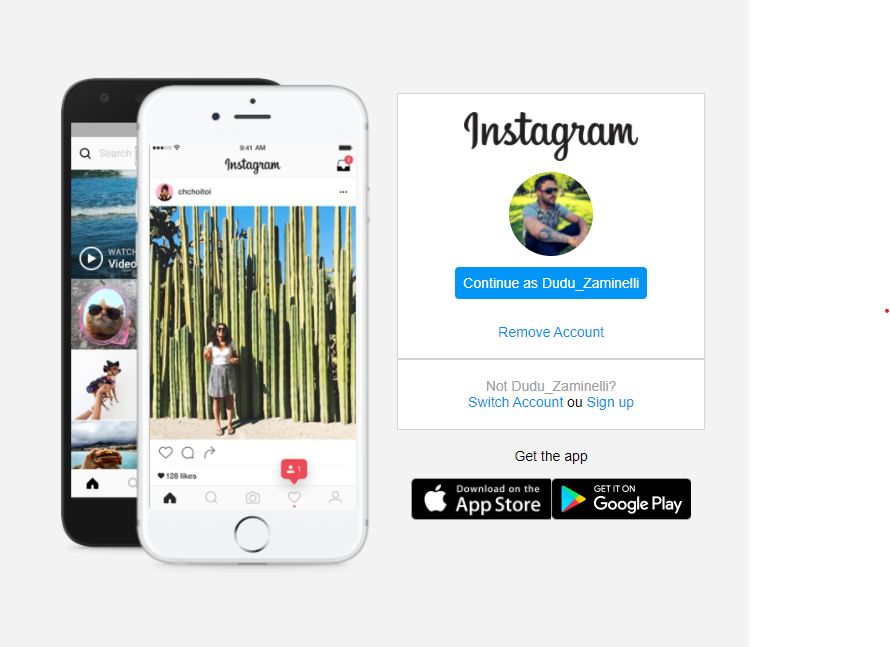 Search
WATCH
Video
9:41 AM
Instagram
2
chchoitoi
128 likes
1
Instagram
Continue as Dudu_Zaminelli
Remove Account
Not Dudu_Zaminelli?
Switch Account ou Sign up
Get the app
Download on the
App Store
GET IT ON
Google Play